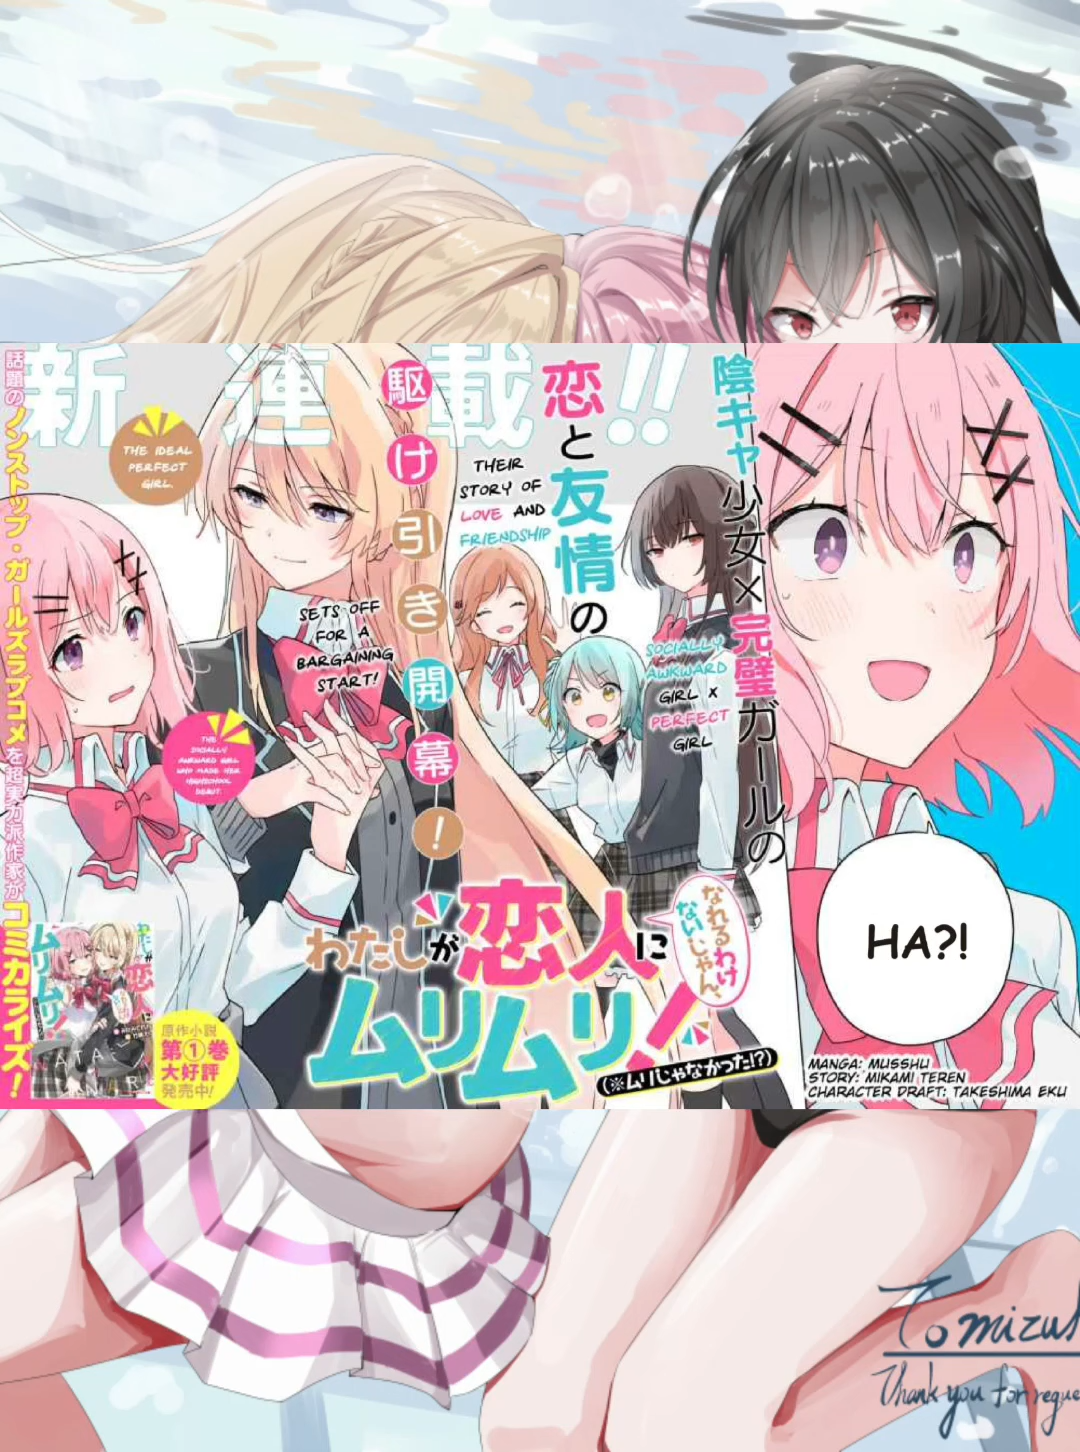 新連載!!
話題のノンストップ・ガールズラブコメを超実力派作家がコミカライズ!
陰キャ少女×完璧ガールの
恋と友情の
駆け引き開幕!
THE IDEAL
PERFECT
GIRL.
THEIR
STORY OF
LOVE AND
FRIENDSHIP
SETS OFF
FOR A
BARGAINING
START!
SOCIALLY
AWKWARD
GIRL X
PERFECT
GIRL
THE
SOCIALLY
AWKWARD GIRL
WHO MADE HER
HIGHSCHOOL
DEBUT.
わたしが恋人に
なれるわけ
ないじゃん、
ムリムリ!
(※ムリじゃなかった!?)
原作小説
第①巻
大好評
発売中!
HA?!
MANGA: MUSSHU
STORY: MIKAMI TEREN
CHARACTER DRAFT: TAKESHIMA EKU
Thank you for